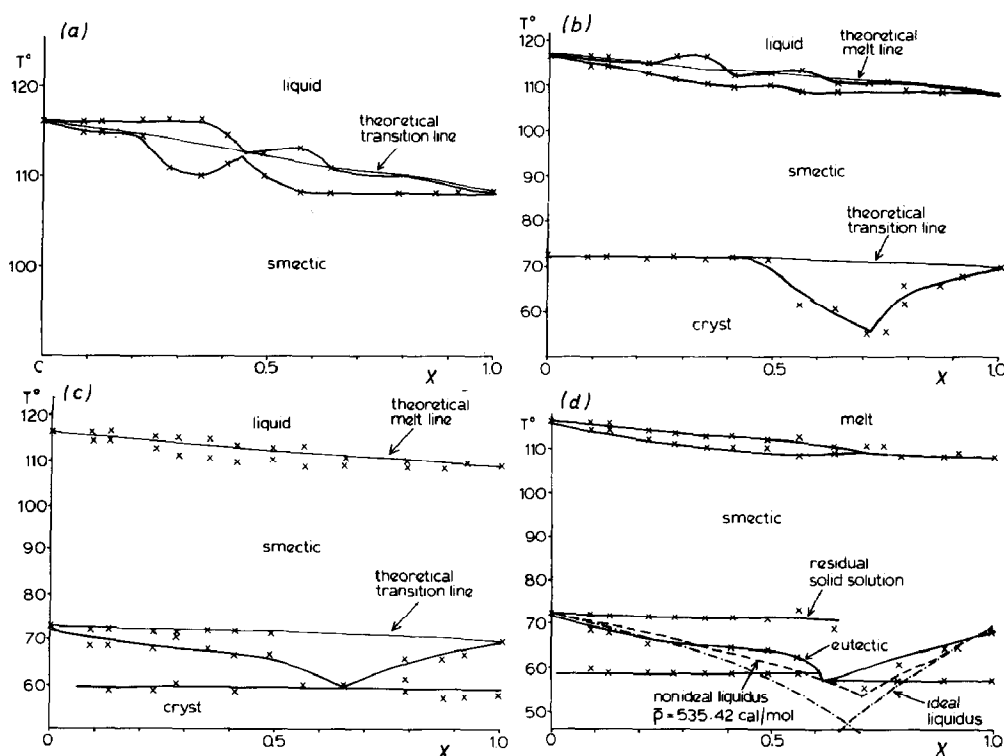 (a)
T°
120
110
100
liquid
theoretical
transition line
smectic
0
0.5
X
1.0
(b)
T°
120
110
100
90
80
70
60
liquid
theoretical
melt line
smectic
theoretical
transition line
cryst
0
0.5
X
1.0
(c)
T°
120
110
100
90
80
70
60
liquid
theoretical
melt line
smectic
theoretical
transition line
cryst
0
0.5
X
1.0
(d)
T°
120
110
100
90
80
70
60
50
melt
smectic
residual
solid solution
eutectic
nonideal liquidus
p̄=535.42 cal/mol
ideal
liquidus
0
0.5
X
1.0